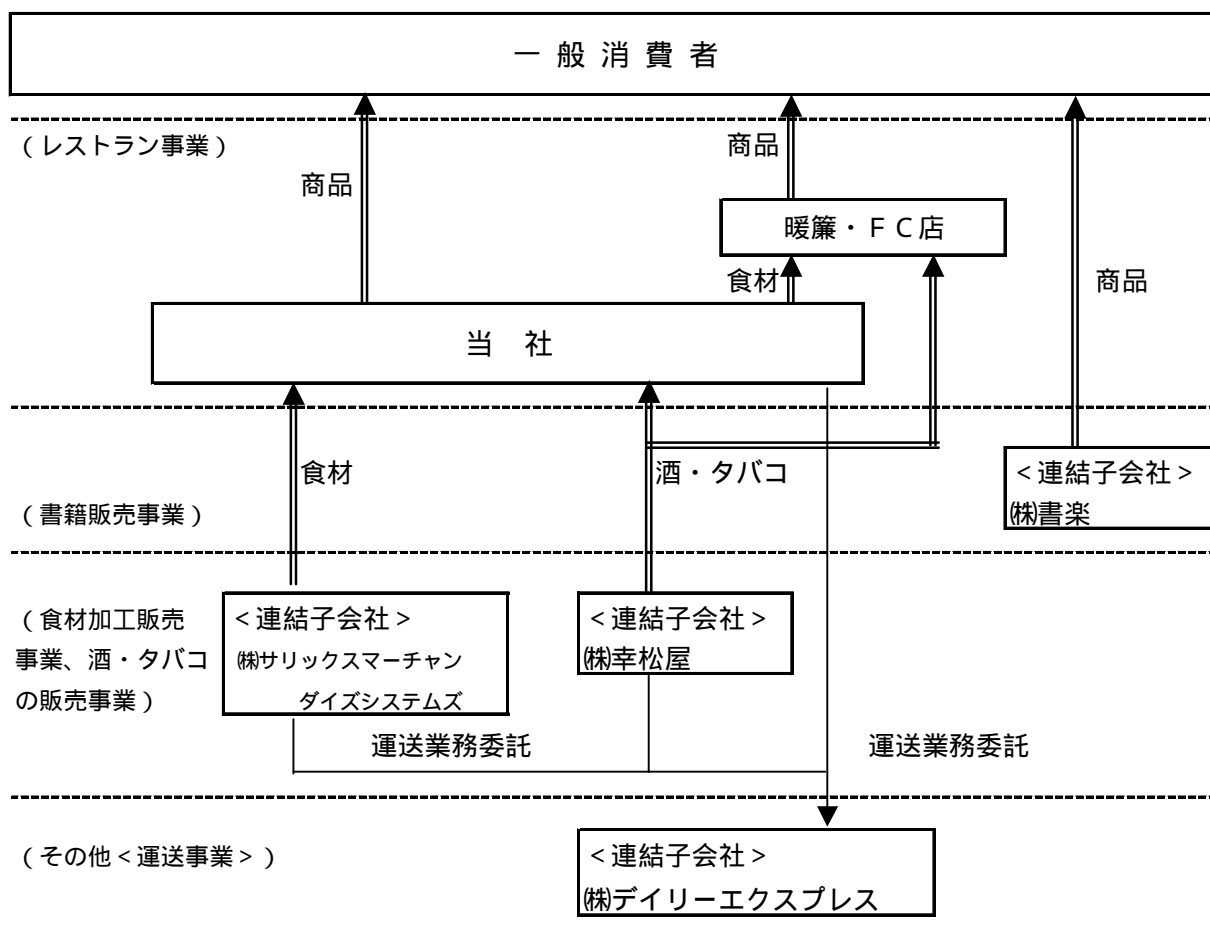 一 般 消 費 者
（レストラン事業）
商品
商品
暖簾・ＦＣ店
食材
商品
当　社
食材
酒・タバコ
＜連結子会社＞
㈱書楽
（書籍販売事業）
（食材加工販売
事業、酒・タバコ
の販売事業）
＜連結子会社＞
㈱サリックスマーチャン
ダイズシステムズ
＜連結子会社＞
㈱幸松屋
運送業務委託
運送業務委託
（その他＜運送事業＞）
＜連結子会社＞
㈱デイリーエクスプレス